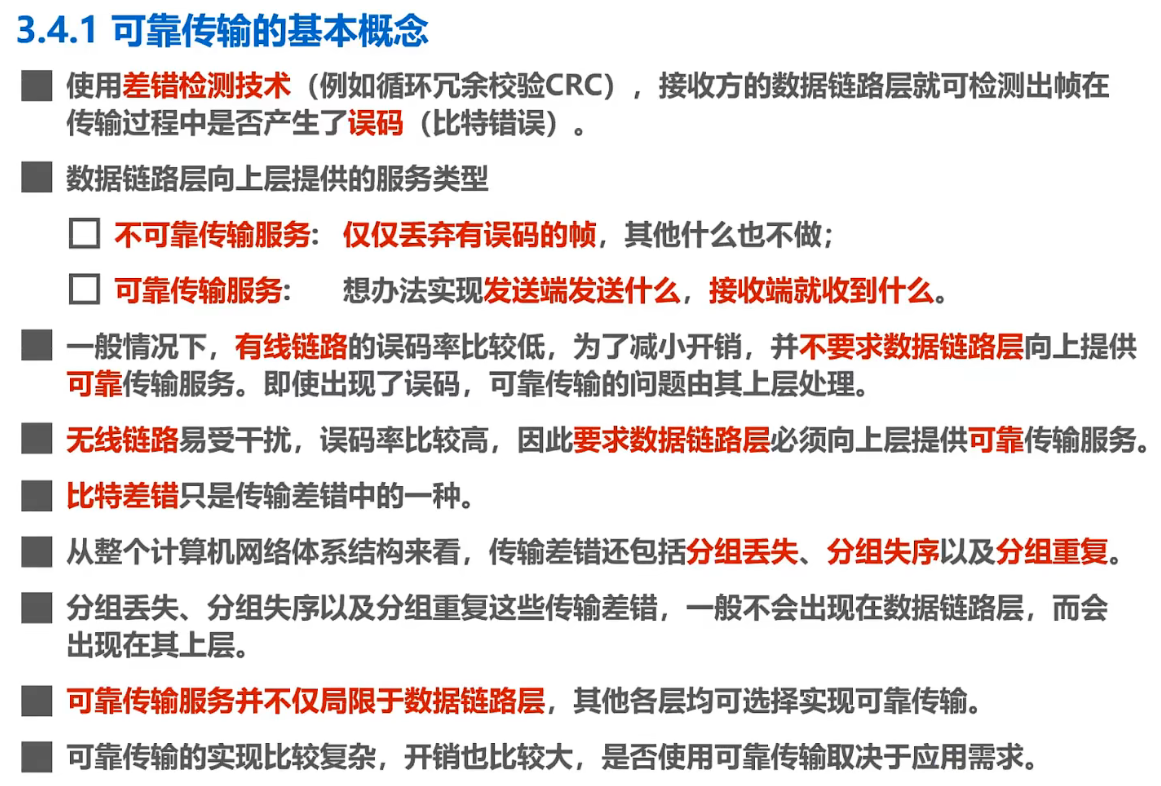 3.4.1 可靠传输的基本概念
使用差错检测技术（例如循环冗余校验CRC），接收方的数据链路层就可检测出帧在
传输过程中是否产生了误码（比特错误）。
数据链路层向上层提供的服务类型
不可靠传输服务: 仅仅丢弃有误码的帧，其他什么也不做；
可靠传输服务: 想办法实现发送端发送什么，接收端就收到什么。
一般情况下，有线链路的误码率比较低，为了减小开销，并不要求数据链路层向上提供
可靠传输服务。即使出现了误码，可靠传输的问题由其上层处理。
无线链路易受干扰，误码率比较高，因此要求数据链路层必须向上层提供可靠传输服务。
比特差错只是传输差错中的一种。
从整个计算机网络体系结构来看，传输差错还包括分组丢失、分组失序以及分组重复。
分组丢失、分组失序以及分组重复这些传输差错，一般不会出现在数据链路层，而会
出现在其上层。
可靠传输服务并不仅局限于数据链路层，其他各层均可选择实现可靠传输。
可靠传输的实现比较复杂，开销也比较大，是否使用可靠传输取决于应用需求。